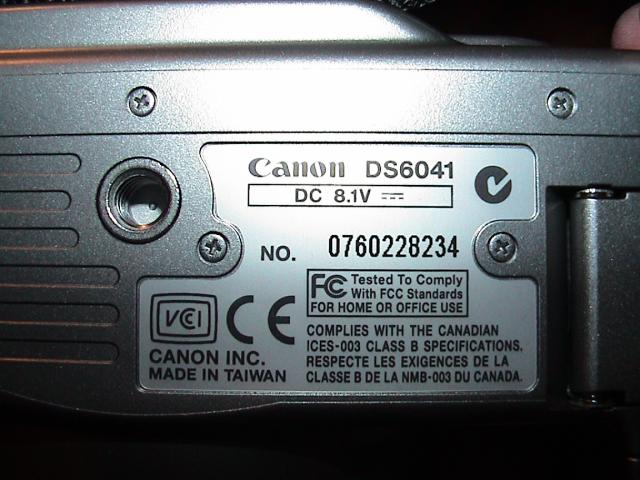 Canon DS6041
DC 8.1V
NO. 0760228234
FC Tested To Comply
With FCC Standards
FOR HOME OR OFFICE USE
VCI CE
CANON INC.
MADE IN TAIWAN
COMPLIES WITH THE CANADIAN
ICES-003 CLASS B SPECIFICATIONS.
RESPECTE LES EXIGENCES DE LA
CLASSE B DE LA NMB-003 DU CANADA.